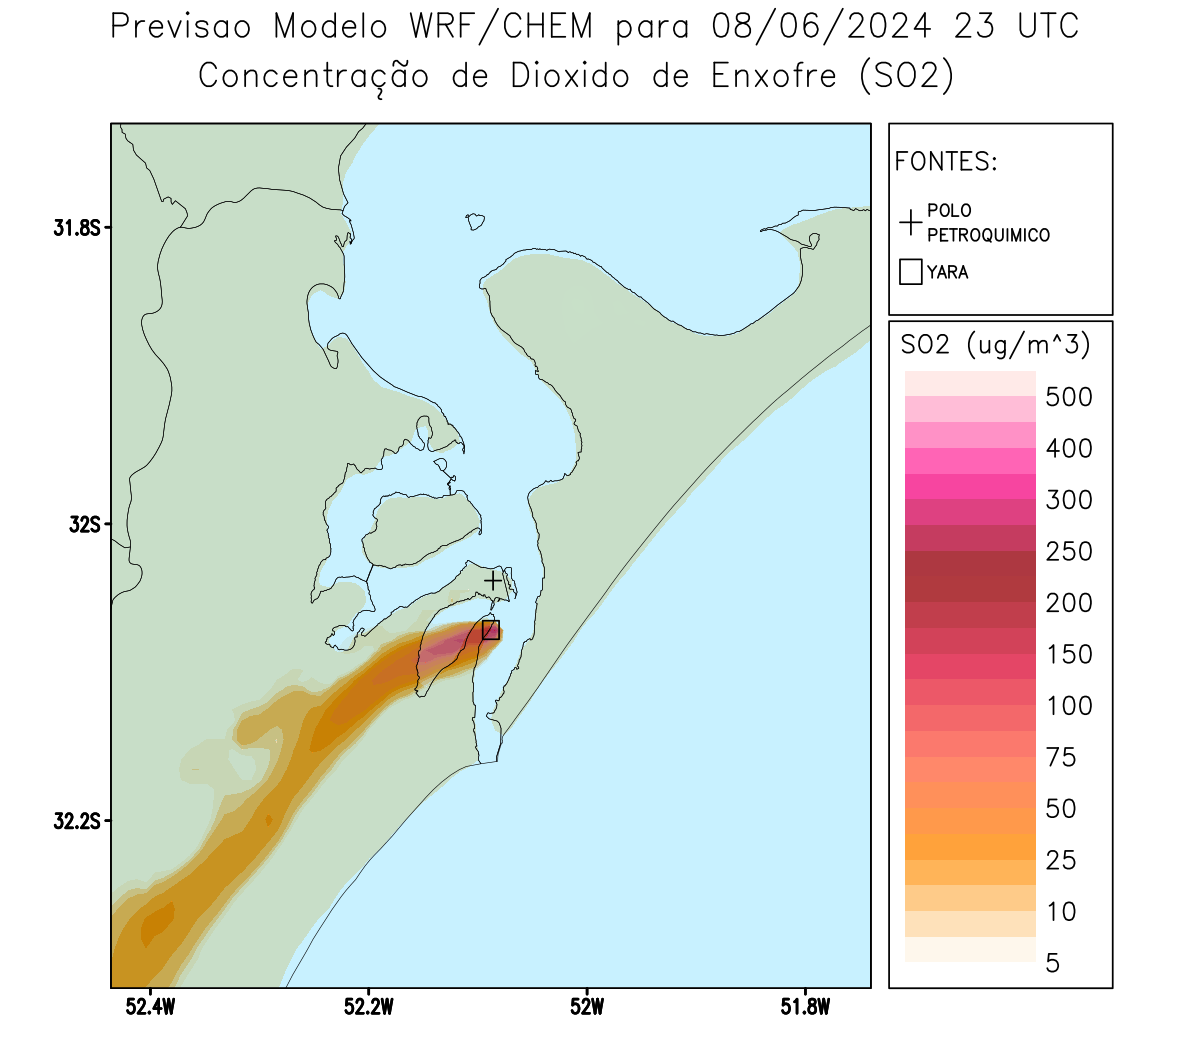 Previsao Modelo WRF/CHEM para 08/06/2024 23 UTC
Concentração de Dioxido de Enxofre (SO2)
FONTES:
POLO
PETROQUIMICO
YARA
SO2 (ug/m^3)
500
400
300
250
200
150
100
75
50
25
10
5
31.8S
32S
32.2S
52.4W
52.2W
52W
51.8W